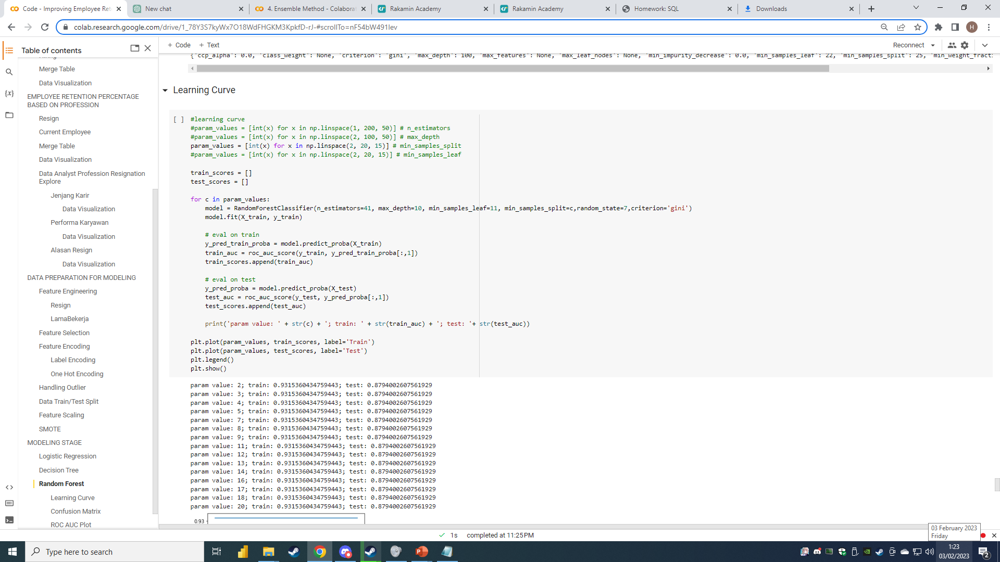 Code - Improving Employee Ret
New chat
4. Ensemble Method - Colaborat
Rakamin Academy
Rakamin Academy
Homework: SQL
Downloads
colab.research.google.com/drive/1_78Y3S7kyWx7O18WdFHGKM3KpkfD-rJ-#scrollTo=nF54bW491lev
H
Table of contents
Merge Table
Data Visualization
EMPLOYEE RETENTION PERCENTAGE
BASED ON PROFESSION
Resign
Current Employee
Merge Table
Data Visualization
Data Analyst Profession Resignation
Explore
Jenjang Karir
Data Visualization
Performa Karyawan
Data Visualization
Alasan Resign
Data Visualization
DATA PREPARATION FOR MODELING
Feature Engineering
Resign
LamaBekerja
Feature Selection
Feature Encoding
Label Encoding
One Hot Encoding
Handling Outlier
Data Train/Test Split
Feature Scaling
SMOTE
MODELING STAGE
Logistic Regression
Decision Tree
Random Forest
Learning Curve
Confusion Matrix
ROC AUC Plot
+ Code + Text
Reconnect
{'ccp_alpha': 0.0, 'class_weight': None, 'criterion': 'gini', 'max_depth': 100, 'max_features': None, 'max_leaf_nodes': None, 'min_impurity_decrease': 0.0, 'min_samples_leaf': 22, 'min_samples_split': 25, 'min_weight_fract
Learning Curve
[ ] #learning curve
#param_values = [int(x) for x in np.linspace(1, 200, 50)] # n_estimators
#param_values = [int(x) for x in np.linspace(2, 100, 50)] # max_depth
param_values = [int(x) for x in np.linspace(2, 20, 15)] # min_samples_split
#param_values = [int(x) for x in np.linspace(2, 20, 15)] # min_samples_leaf
train_scores = []
test_scores = []
for c in param_values:
model = RandomForestClassifier(n_estimators=41, max_depth=10, min_samples_leaf=11, min_samples_split=c,random_state=7,criterion='gini')
model.fit(X_train, y_train)
# eval on train
y_pred_train_proba = model.predict_proba(X_train)
train_auc = roc_auc_score(y_train, y_pred_train_proba[:,1])
train_scores.append(train_auc)
# eval on test
y_pred_proba = model.predict_proba(X_test)
test_auc = roc_auc_score(y_test, y_pred_proba[:,1])
test_scores.append(test_auc)
print('param value: ' + str(c) + '; train: ' + str(train_auc) + '; test: '+ str(test_auc))
plt.plot(param_values, train_scores, label='Train')
plt.plot(param_values, test_scores, label='Test')
plt.legend()
plt.show()
param value: 2; train: 0.9315360434759443; test: 0.8794002607561929
param value: 3; train: 0.9315360434759443; test: 0.8794002607561929
param value: 4; train: 0.9315360434759443; test: 0.8794002607561929
param value: 5; train: 0.9315360434759443; test: 0.8794002607561929
param value: 7; train: 0.9315360434759443; test: 0.8794002607561929
param value: 8; train: 0.9315360434759443; test: 0.8794002607561929
param value: 9; train: 0.9315360434759443; test: 0.8794002607561929
param value: 11; train: 0.9315360434759443; test: 0.8794002607561929
param value: 12; train: 0.9315360434759443; test: 0.8794002607561929
param value: 13; train: 0.9315360434759443; test: 0.8794002607561929
param value: 14; train: 0.9315360434759443; test: 0.8794002607561929
param value: 16; train: 0.9315360434759443; test: 0.8794002607561929
param value: 17; train: 0.9315360434759443; test: 0.8794002607561929
param value: 18; train: 0.9315360434759443; test: 0.8794002607561929
param value: 20; train: 0.9315360434759443; test: 0.8794002607561929
0.93
1s completed at 11:25 PM
03 February 2023
Friday
Type here to search
1:23
03/02/2023
2